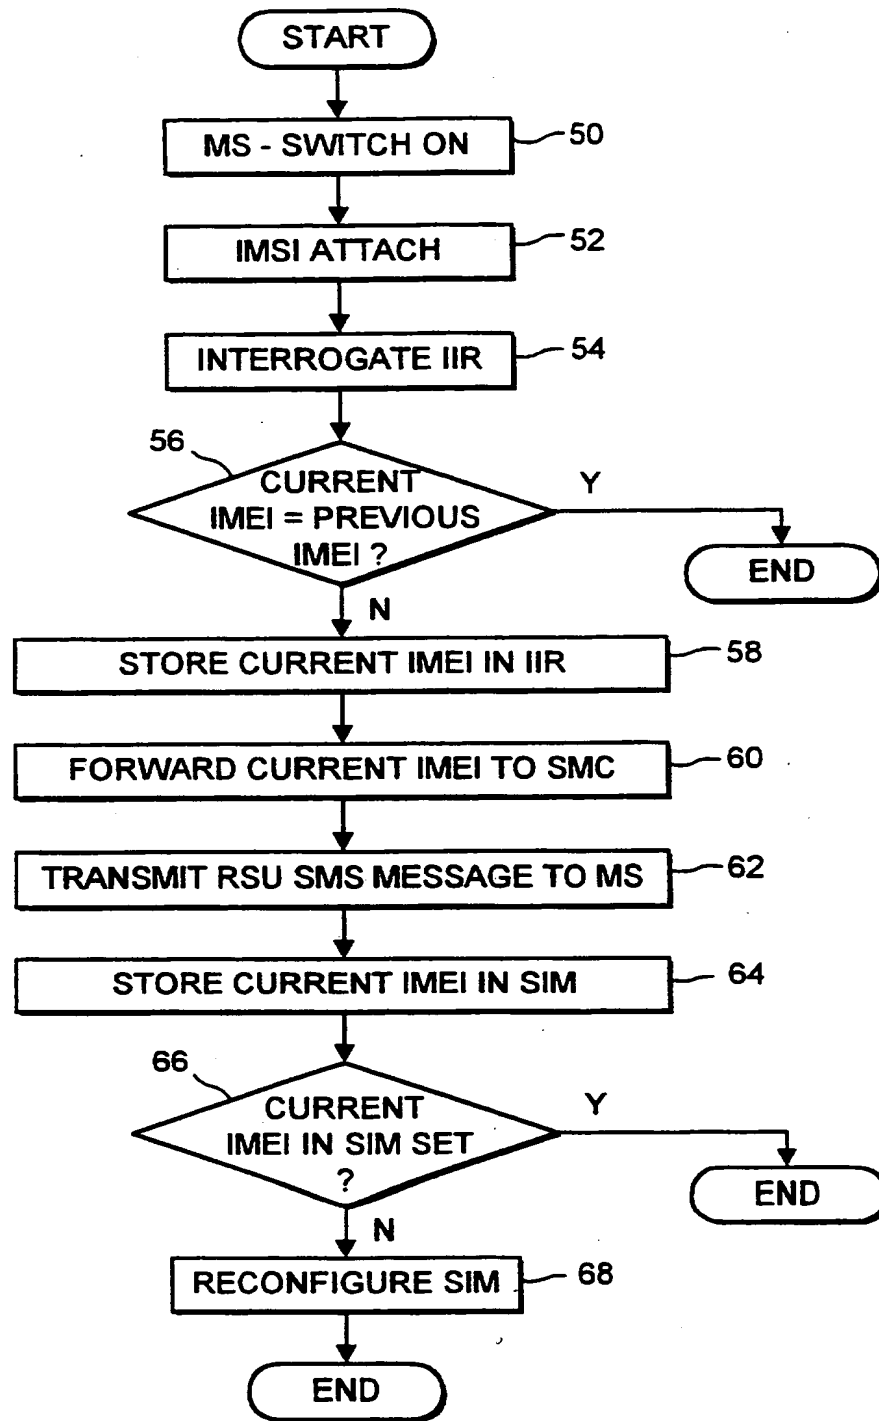 START
MS - SWITCH ON
50
IMSI ATTACH
52
INTERROGATE IIR
54
56
CURRENT
IMEI = PREVIOUS
IMEI ?
Y
END
N
STORE CURRENT IMEI IN IIR
58
FORWARD CURRENT IMEI TO SMC
60
TRANSMIT RSU SMS MESSAGE TO MS
62
STORE CURRENT IMEI IN SIM
64
66
CURRENT
IMEI IN SIM SET
?
Y
END
N
RECONFIGURE SIM
68
END